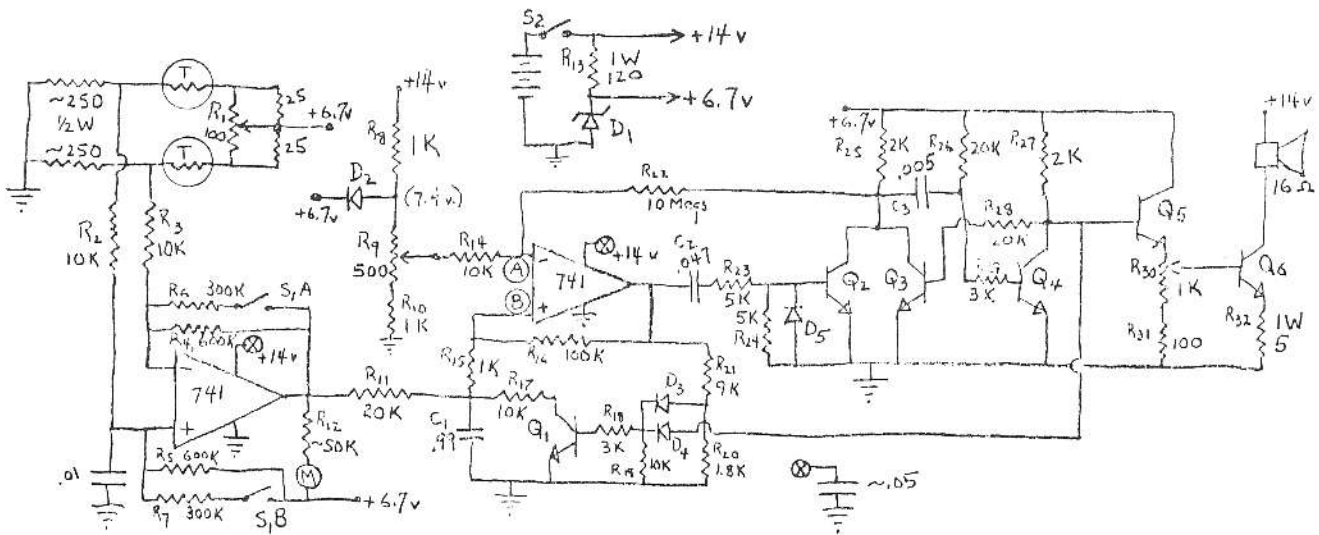 S2
+14v
R13
1W
120
+6.7v
D1
T
~250
½W
~250
T
R1
100
25
+6.7v
25
+14v
R8
1K
D2
+6.7v
R9
500
R14
10K
R10
1K
R22
10 Megs
A
B
-
+
741
+14v
C2
.047
R23
5K
5K
R24
D5
Q2
Q3
Q4
+6.7v
R25
2K
.005
C3
R26
20K
R27
2K
R28
20K
3K
Q5
R30
1K
R31
100
Q6
R32
1W
5
+14v
16Ω
R2
10K
R3
10K
R6
300K
S1A
R4
600K
+14v
-
+
741
R11
20K
R12
~50K
M
R5
600K
R7
300K
S1B
+6.7v
.01
R15
1K
R16
100K
R17
10K
C1
Q1
R18
3K
D3
D4
R19
10K
R21
9K
R20
1.8K
~.05